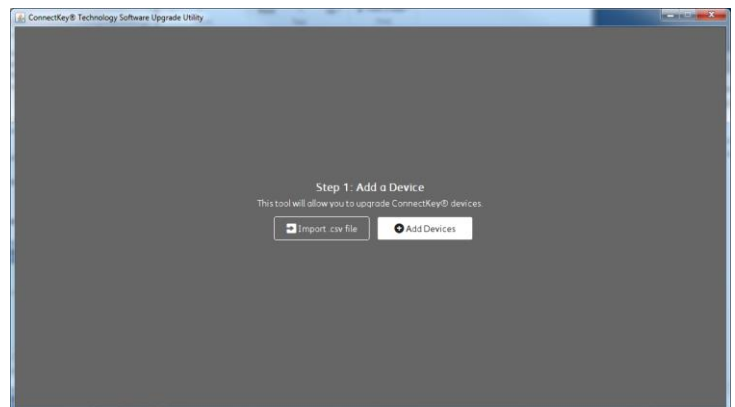 ConnectKey® Technology Software Upgrade Utility
Step 1: Add a Device
This tool will allow you to upgrade ConnectKey® devices.
Import .csv file
Add Devices